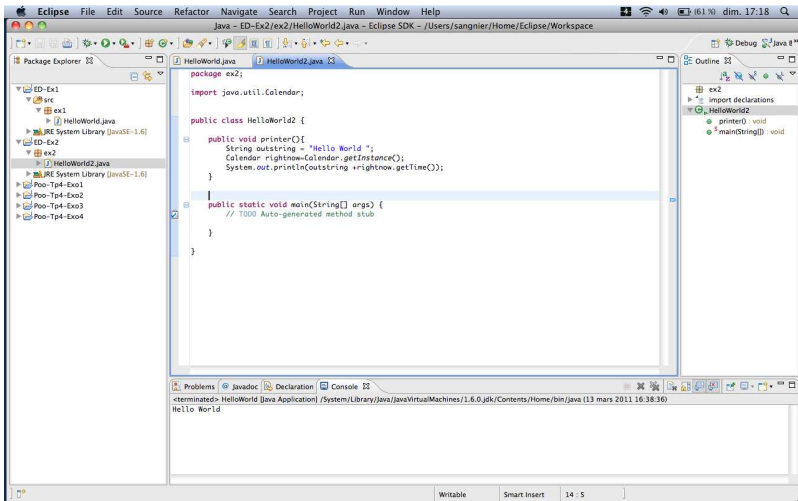 Eclipse File Edit Source Refactor Navigate Search Project Run Window Help (61 %) dim. 17:18
Java - ED-Ex2/ex2/HelloWorld2.java - Eclipse SDK - /Users/sangnier/Home/Eclipse/Workspace
Debug Java
Package Explorer
ED-Ex1
src
ex1
HelloWorld.java
JRE System Library [JavaSE-1.6]
ED-Ex2
ex2
HelloWorld2.java
JRE System Library [JavaSE-1.6]
Poo-Tp4-Exo1
Poo-Tp4-Exo2
Poo-Tp4-Exo3
Poo-Tp4-Exo4
HelloWorld.java HelloWorld2.java
package ex2;
import java.util.Calendar;
public class HelloWorld2 {
public void printer(){
String outstring = "Hello World ";
Calendar rightnow=Calendar.getInstance();
System.out.println(outstring +rightnow.getTime());
}
public static void main(String[] args) {
// TODO Auto-generated method stub
}
}
Outline
ex2
import declarations
HelloWorld2
printer() : void
main(String[]) : void
Problems @ Javadoc Declaration Console
<terminated> HelloWorld [Java Application] /System/Library/Java/JavaVirtualMachines/1.6.0.jdk/Contents/Home/bin/java (13 mars 2011 16:38:36)
Hello World
Writable Smart Insert 14 : 5